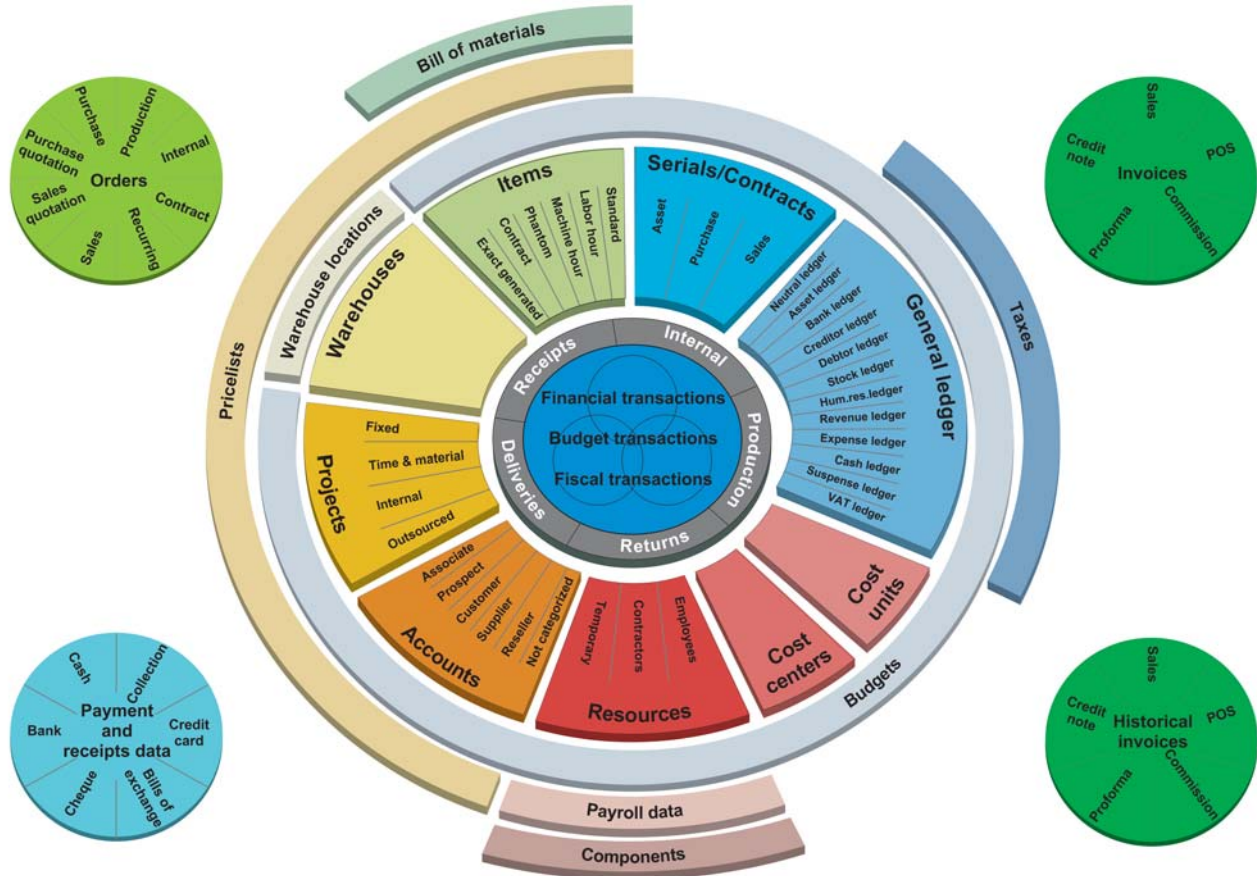 Bill of materials
Pricelists
Warehouse locations
Budgets
Taxes
Payroll data
Components
Orders
Purchase
Production
Internal
Contract
Recurring
Sales
Sales
quotation
Purchase
quotation
Invoices
Sales
POS
Commission
Proforma
Credit
note
Items
Exact generated
Contract
Phantom
Machine hour
Labor hour
Standard
Serials/Contracts
Asset
Purchase
Sales
General ledger
Neutral ledger
Asset ledger
Bank ledger
Creditor ledger
Debtor ledger
Stock ledger
Hum.res.ledger
Revenue ledger
Expense ledger
Cash ledger
Suspense ledger
VAT ledger
Cost
units
Cost
centers
Resources
Temporary
Contractors
Employees
Accounts
Associate
Prospect
Customer
Supplier
Reseller
Not categorized
Projects
Fixed
Time & material
Internal
Outsourced
Warehouses
Receipts
Internal
Production
Returns
Deliveries
Financial transactions
Budget transactions
Fiscal transactions
Payment
and
receipts data
Cash
Collection
Credit
card
Bills of
exchange
Cheque
Bank
Historical
invoices
Sales
POS
Commission
Proforma
Credit
note